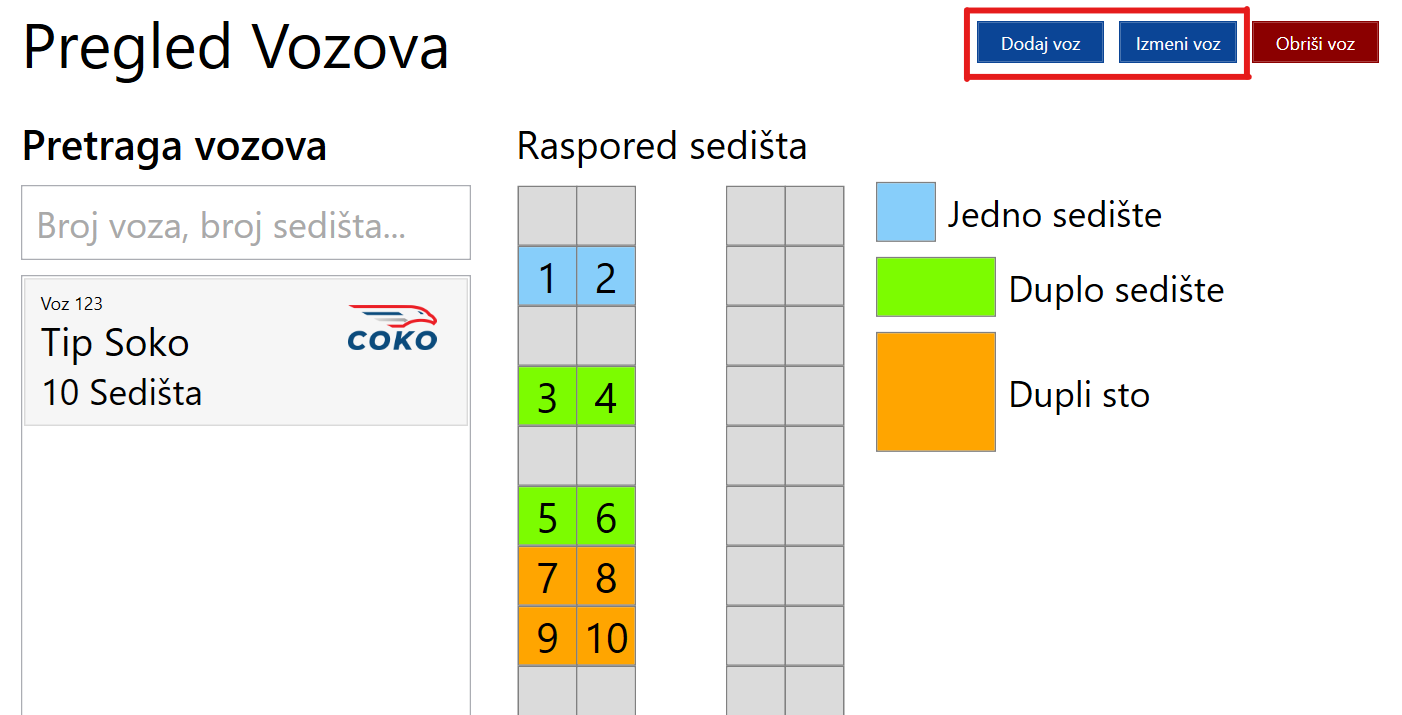 Pregled Vozova
Dodaj voz
Izmeni voz
Obriši voz
Pretraga vozova
Broj voza, broj sedišta...
Voz 123
Tip Soko
10 Sedišta
СОКО
Raspored sedišta
1 2
3 4
5 6
7 8
9 10
Jedno sedište
Duplo sedište
Dupli sto